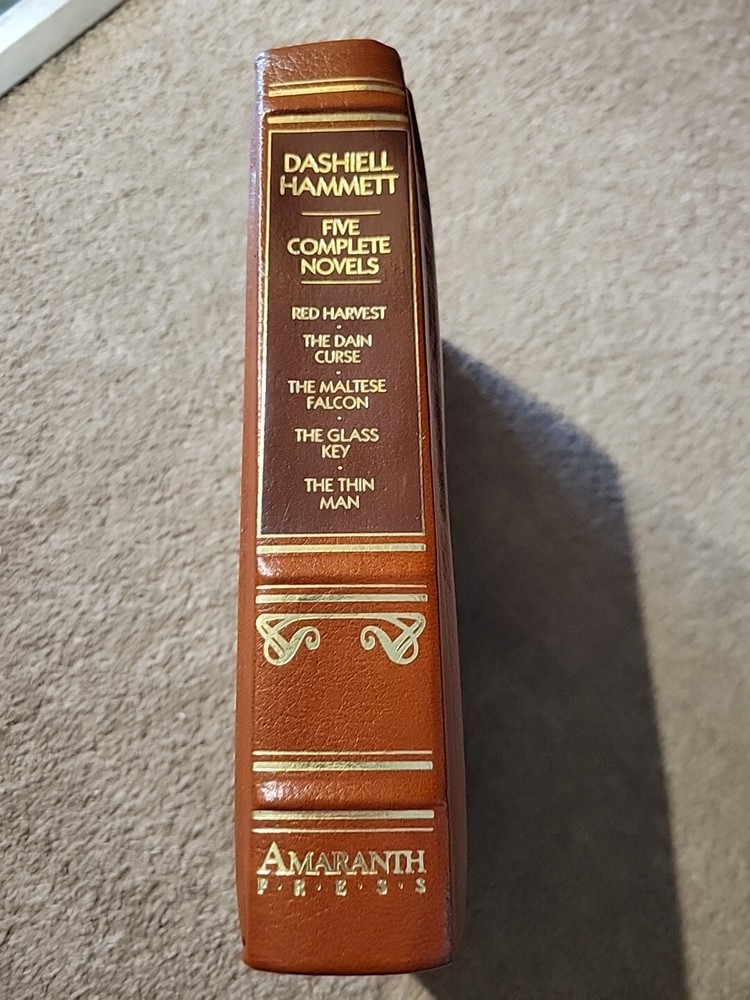 DASHIELL
HAMMETT
FIVE
COMPLETE
NOVELS
RED HARVEST
·
THE DAIN
CURSE
·
THE MALTESE
FALCON
·
THE GLASS
KEY
·
THE THIN
MAN
AMARANTH
P·R·E·S·S